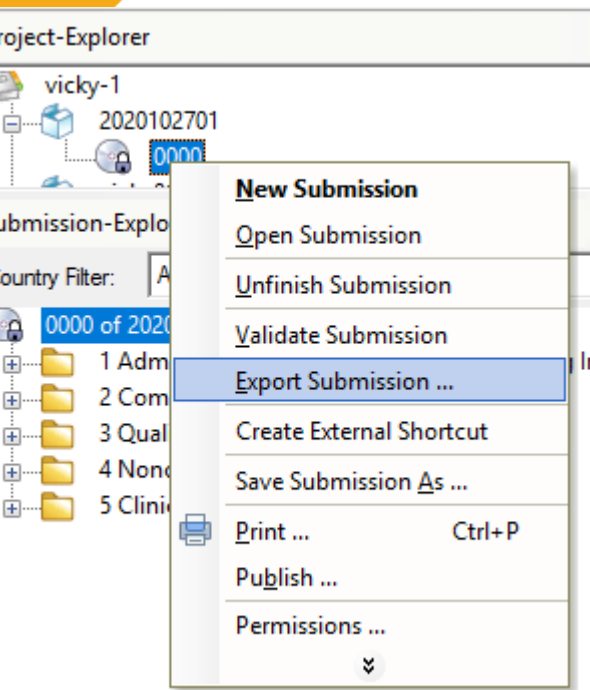 roject-Explorer
vicky-1
2020102701
0000
ubmission-Explo
ountry Filter: A
0000 of 202
1 Adm
2 Com
3 Qual
4 Nonc
5 Clini
New Submission
Open Submission
Unfinish Submission
Validate Submission
Export Submission ...
Create External Shortcut
Save Submission As ...
Print ... Ctrl+P
Publish ...
Permissions ...